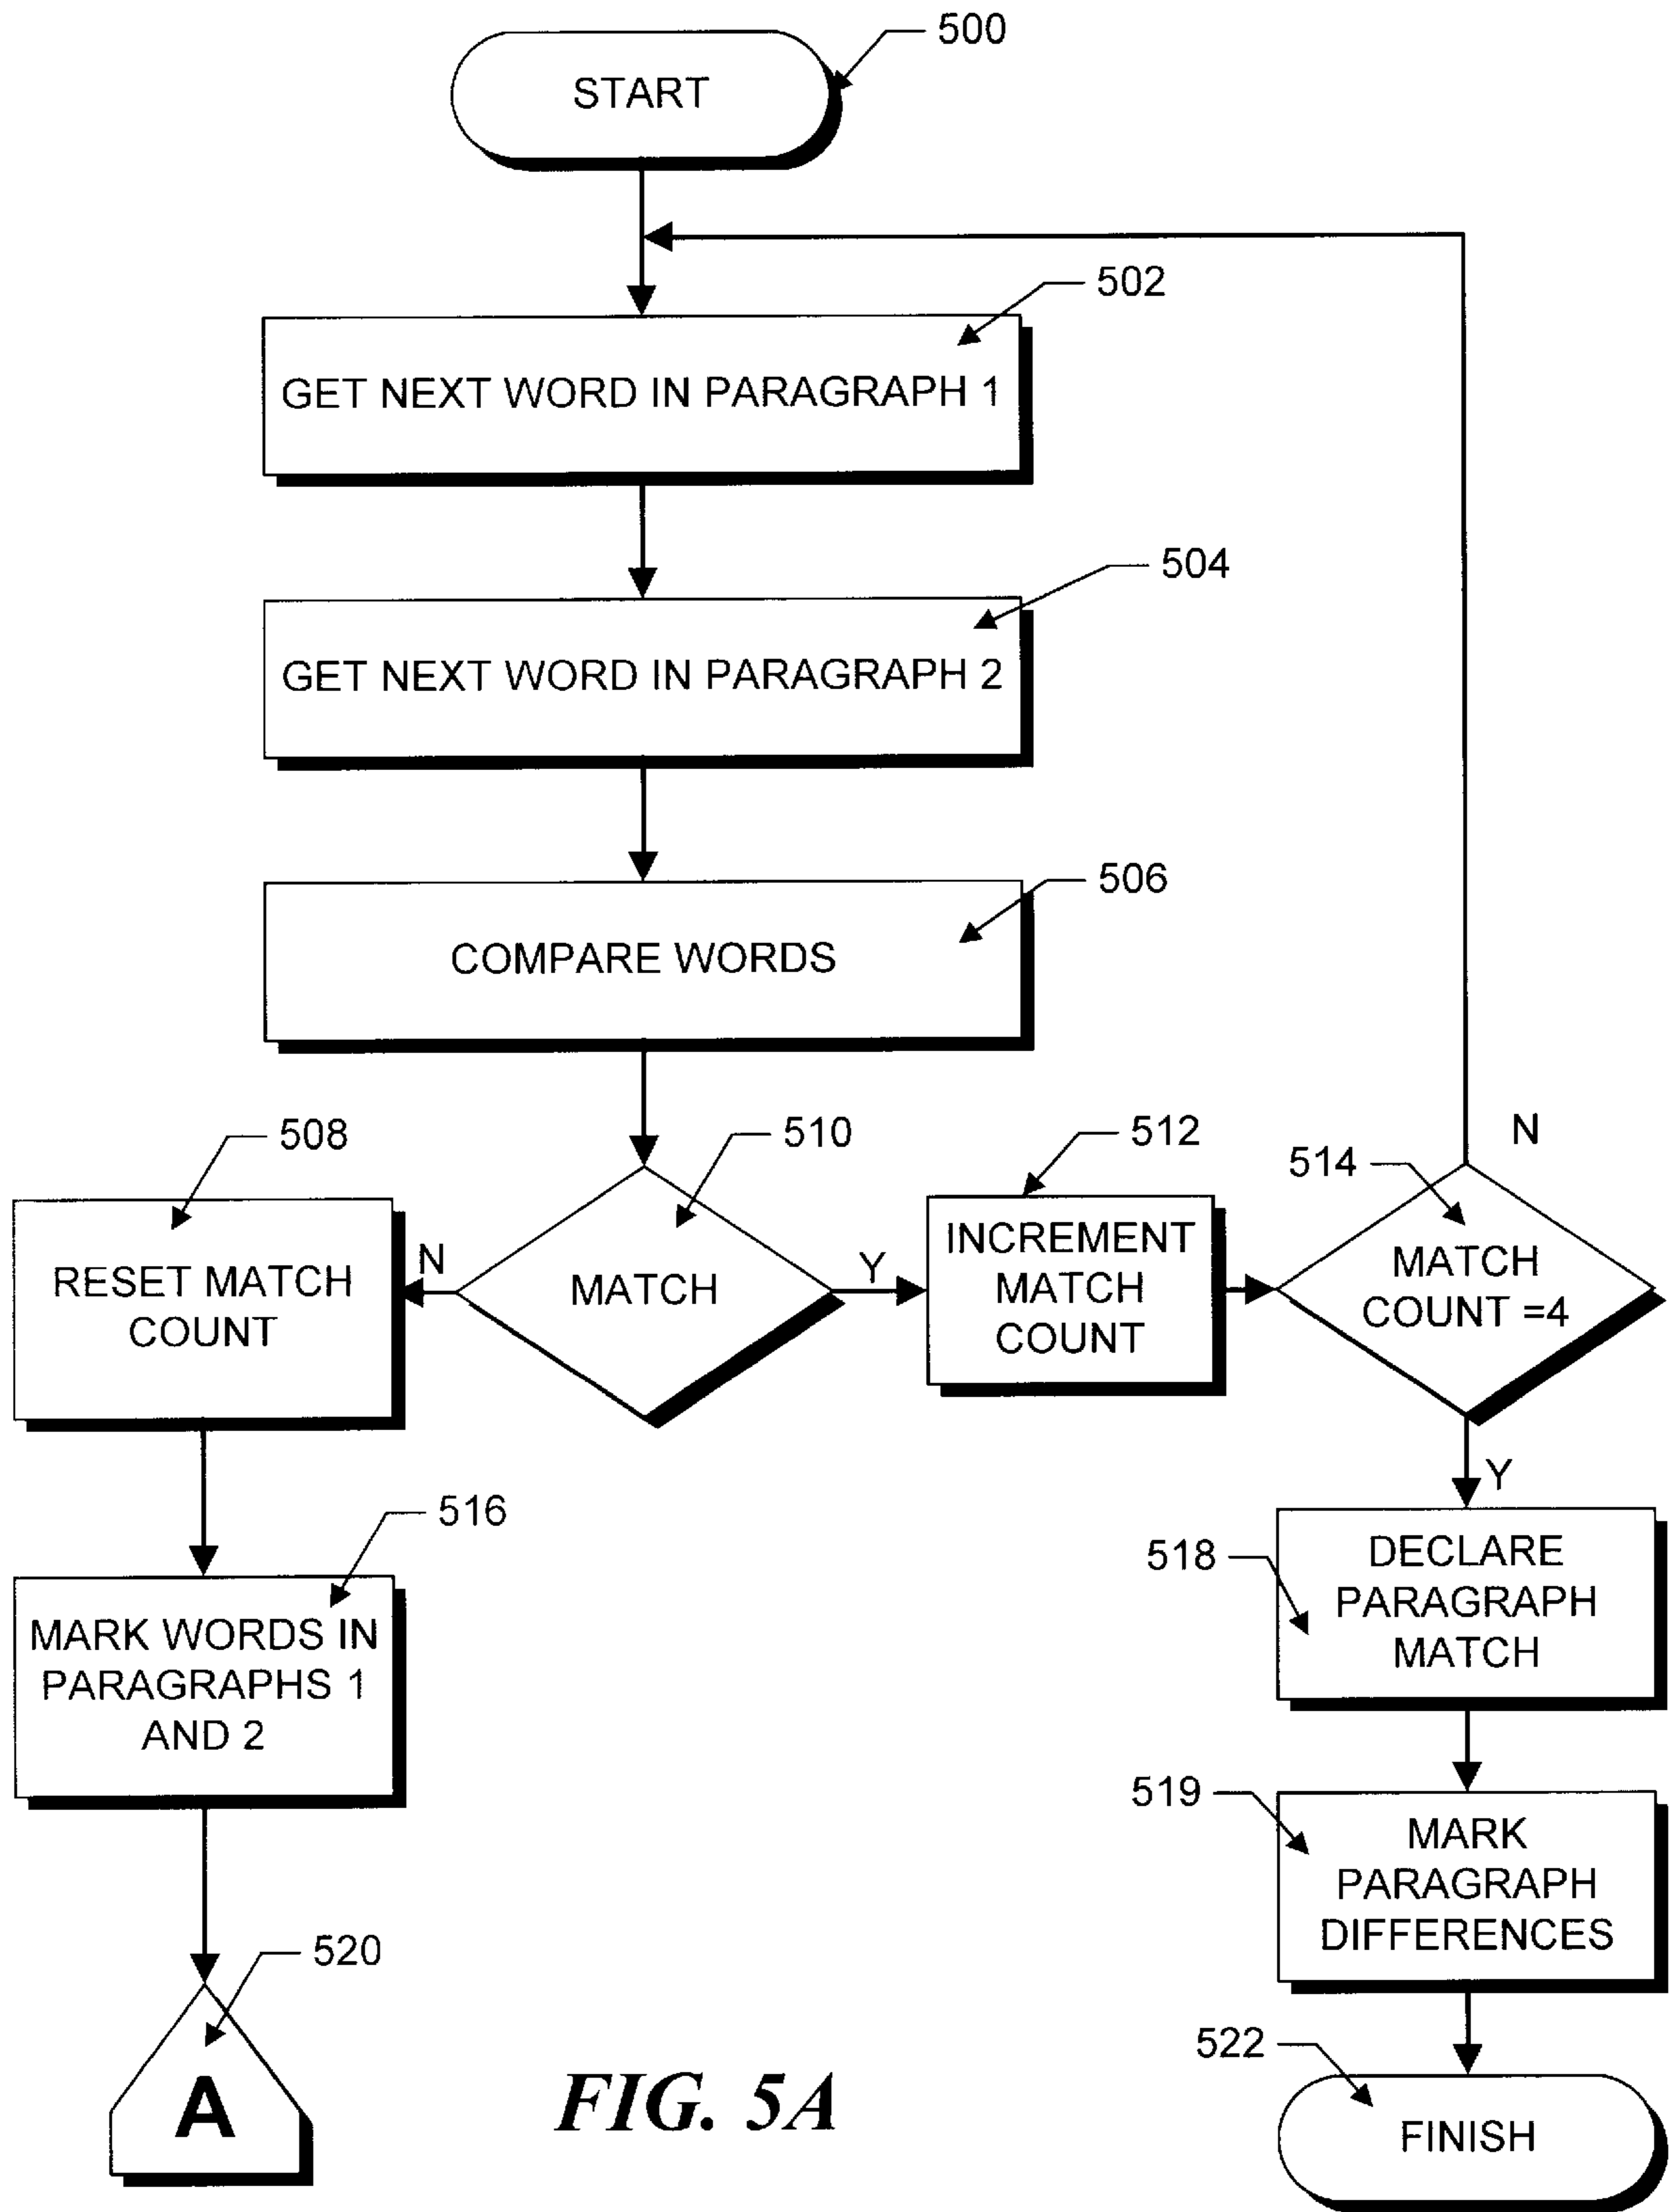 500
START
502
GET NEXT WORD IN PARAGRAPH 1
504
GET NEXT WORD IN PARAGRAPH 2
506
COMPARE WORDS
508
510
512
N
514
RESET MATCH
COUNT
N
MATCH
Y
INCREMENT
MATCH
COUNT
MATCH
COUNT =4
Y
516
MARK WORDS IN
PARAGRAPHS 1
AND 2
518
DECLARE
PARAGRAPH
MATCH
519
MARK
PARAGRAPH
DIFFERENCES
520
A
522
FINISH
FIG. 5A